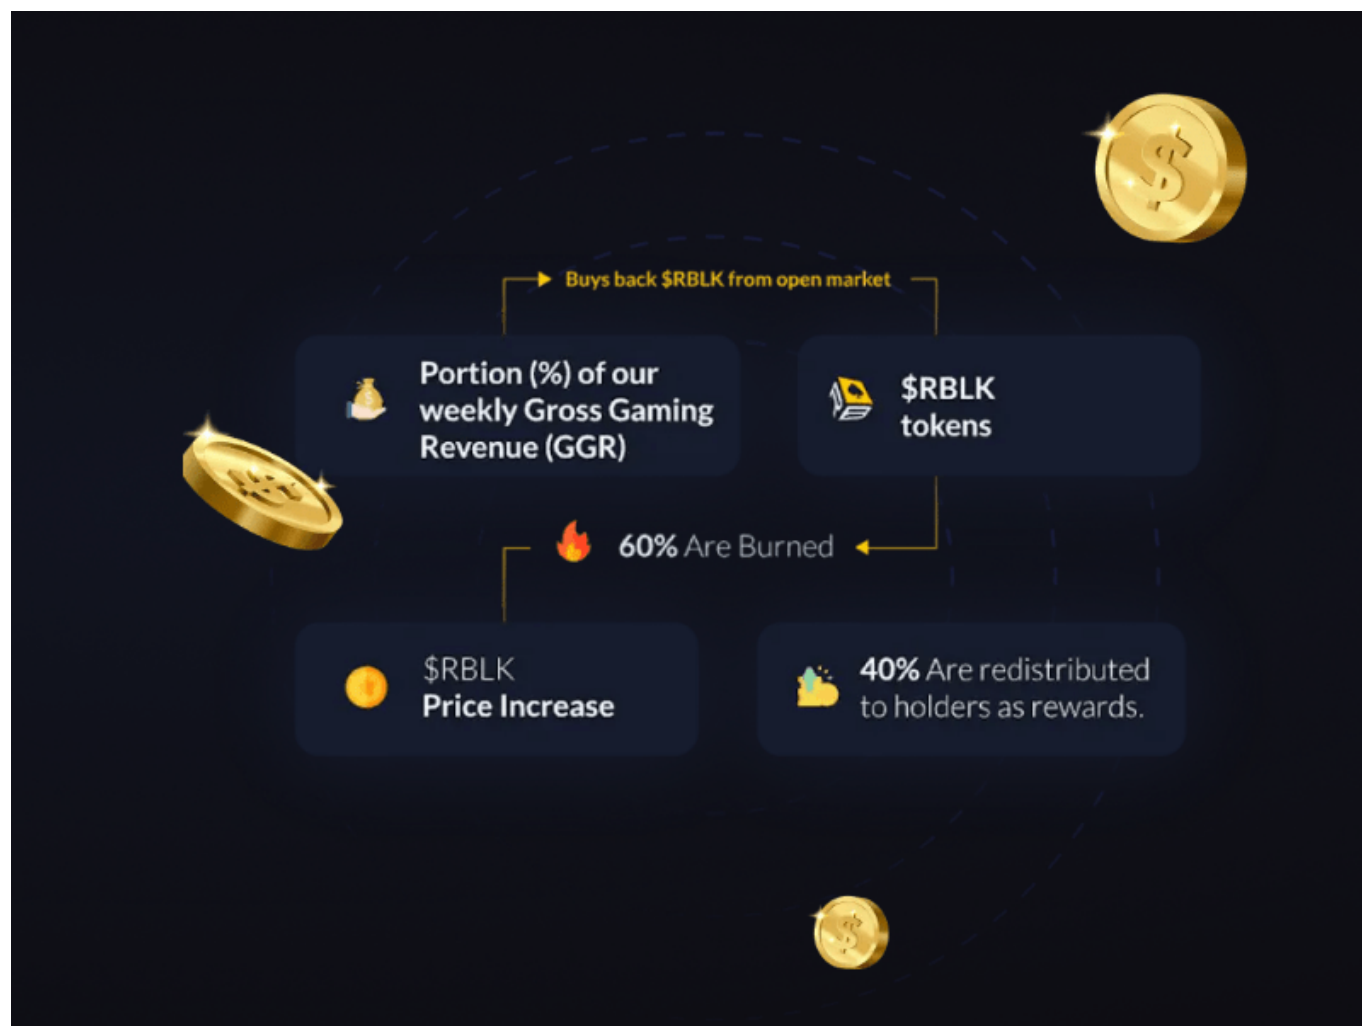 Buys back $RBLK from open market
Portion (%) of our
weekly Gross Gaming
Revenue (GGR)
$RBLK
tokens
60% Are Burned
$RBLK
Price Increase
40% Are redistributed
to holders as rewards.